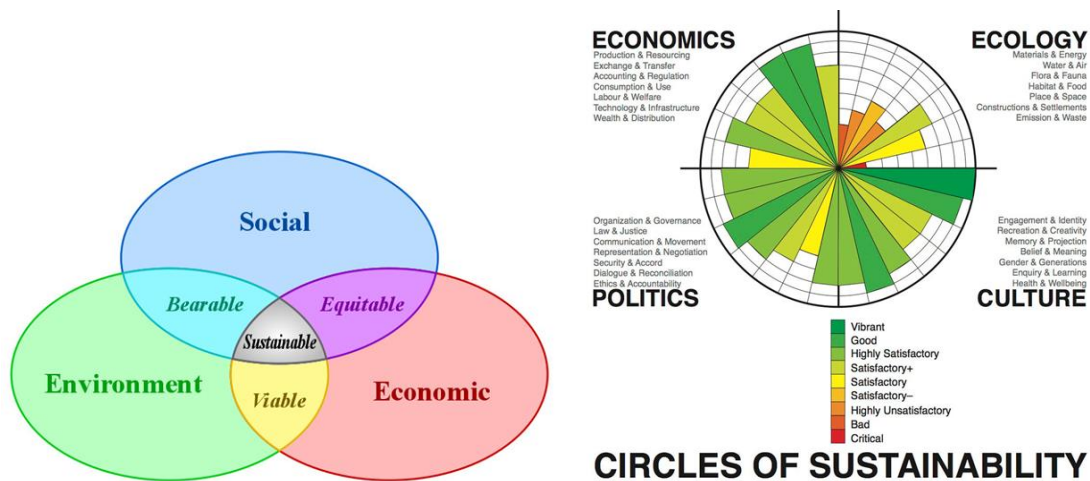 Social
Bearable
Equitable
Sustainable
Environment
Economic
Viable
ECONOMICS
Production & Resourcing
Exchange & Transfer
Accounting & Regulation
Consumption & Use
Labour & Welfare
Technology & Infrastructure
Wealth & Distribution
ECOLOGY
Materials & Energy
Water & Air
Flora & Fauna
Habitat & Food
Place & Space
Constructions & Settlements
Emission & Waste
Organization & Governance
Law & Justice
Communication & Movement
Representation & Negotiation
Security & Accord
Dialogue & Reconciliation
Ethics & Accountability
POLITICS
Engagement & Identity
Recreation & Creativity
Memory & Projection
Belief & Meaning
Gender & Generations
Enquiry & Learning
Health & Wellbeing
CULTURE
Vibrant
Good
Highly Satisfactory
Satisfactory+
Satisfactory
Satisfactory–
Highly Unsatisfactory
Bad
Critical
CIRCLES OF SUSTAINABILITY